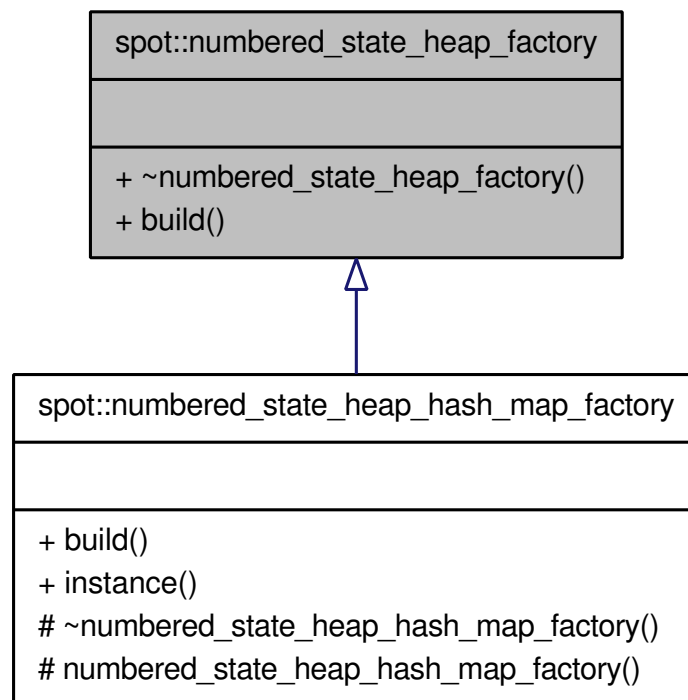 spot::numbered_state_heap_factory
+ ~numbered_state_heap_factory()
+ build()
spot::numbered_state_heap_hash_map_factory
+ build()
+ instance()
# ~numbered_state_heap_hash_map_factory()
# numbered_state_heap_hash_map_factory()